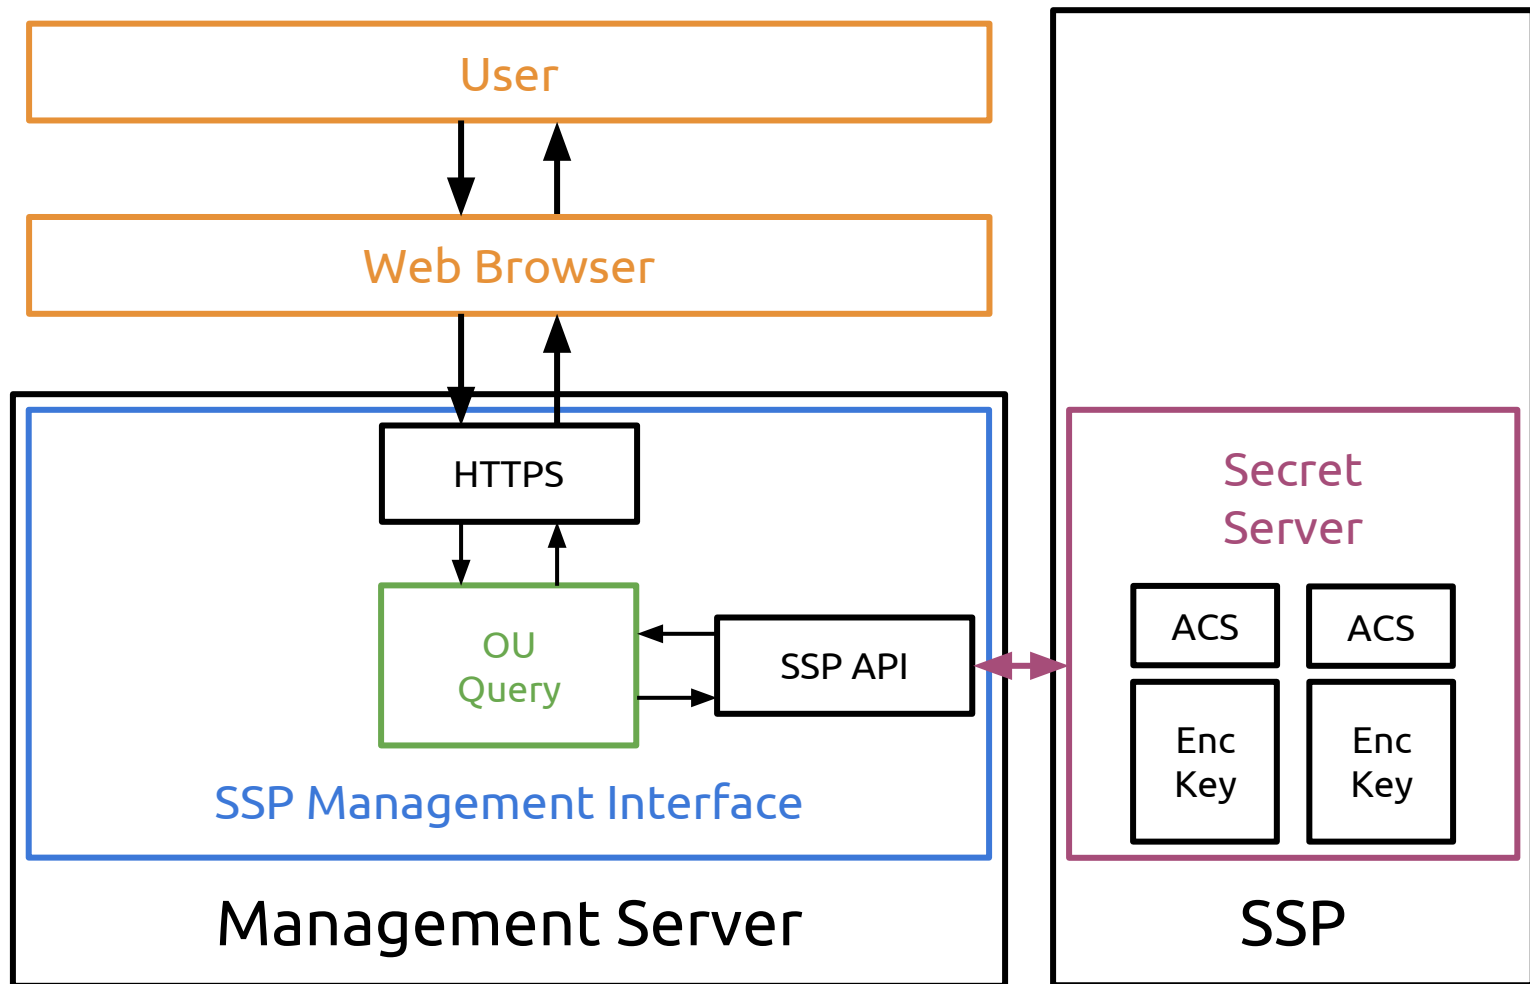 User
Web Browser
HTTPS
OU
Query
SSP API
SSP Management Interface
Management Server
Secret
Server
ACS
ACS
Enc
Key
Enc
Key
SSP